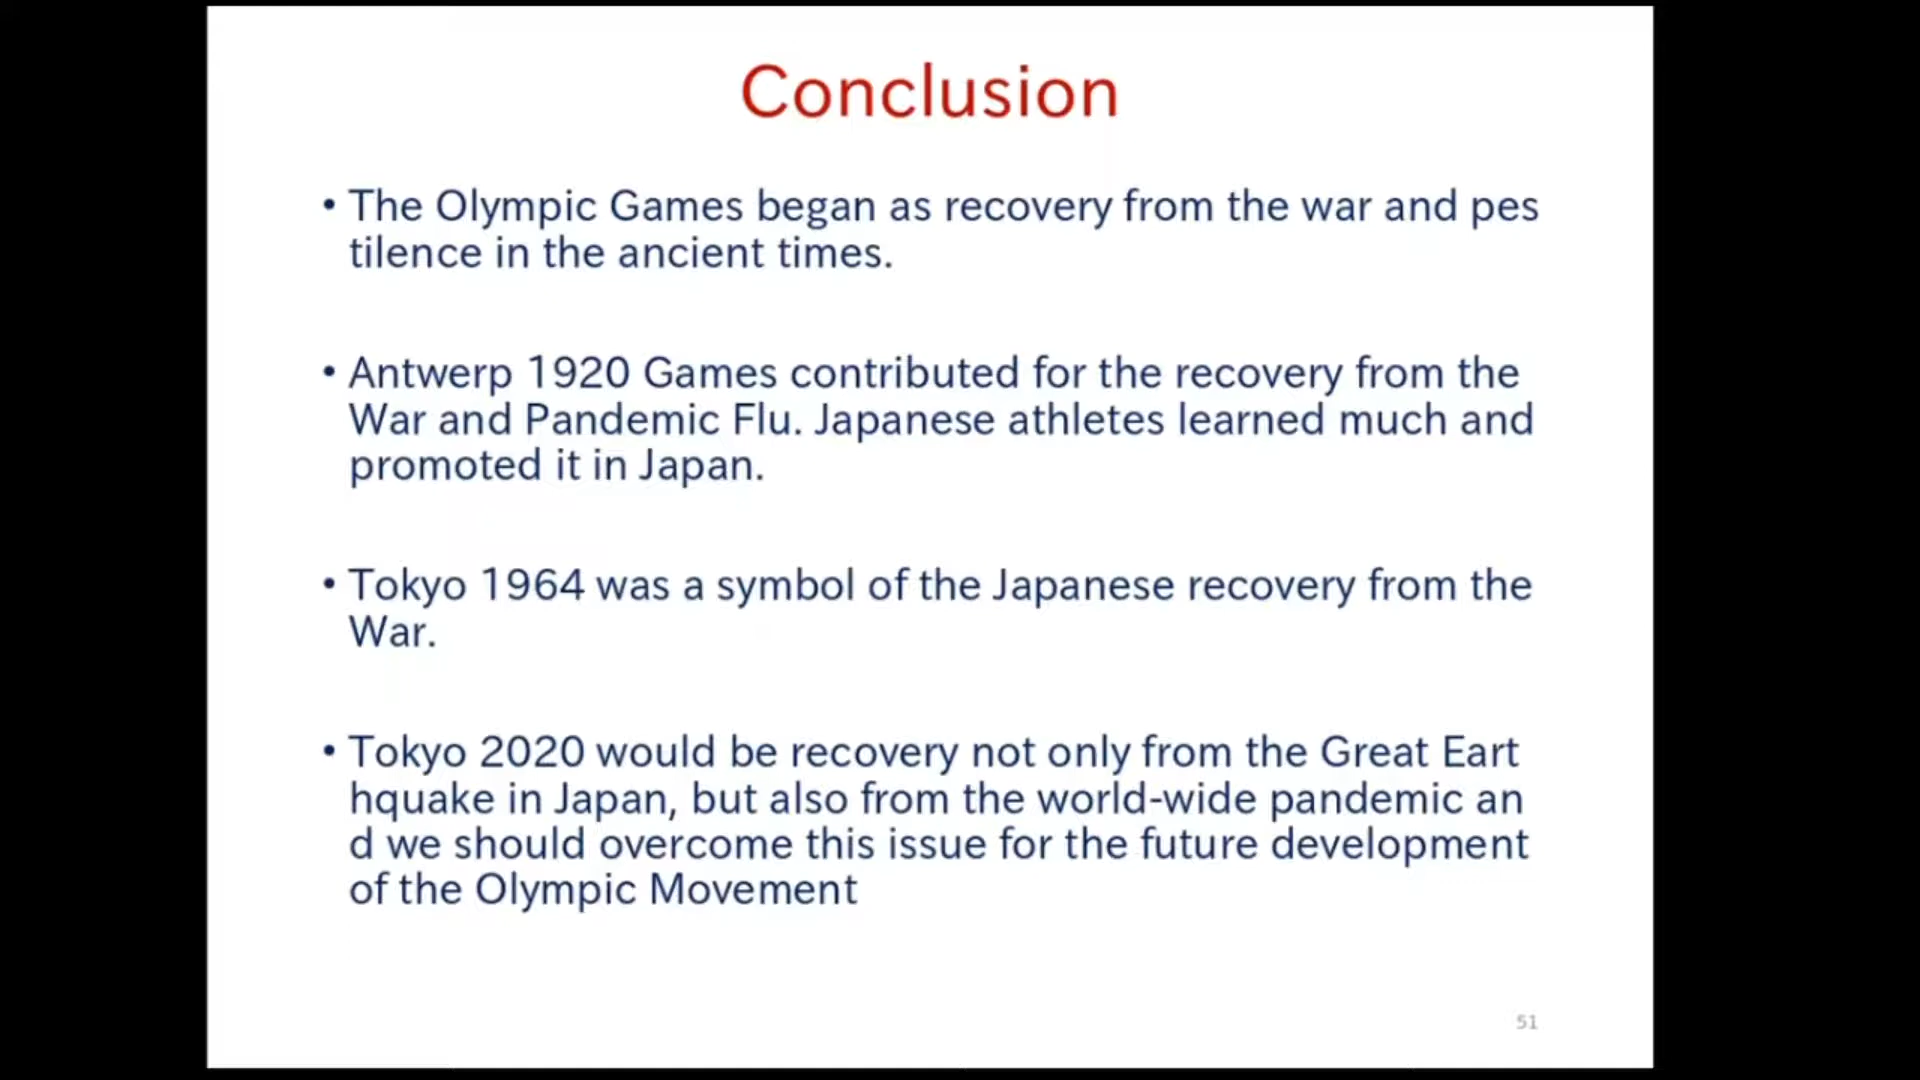 Conclusion
• The Olympic Games began as recovery from the war and pes
tilence in the ancient times.
• Antwerp 1920 Games contributed for the recovery from the
War and Pandemic Flu. Japanese athletes learned much and
promoted it in Japan.
• Tokyo 1964 was a symbol of the Japanese recovery from the
War.
• Tokyo 2020 would be recovery not only from the Great Eart
hquake in Japan, but also from the world-wide pandemic an
d we should overcome this issue for the future development
of the Olympic Movement
51